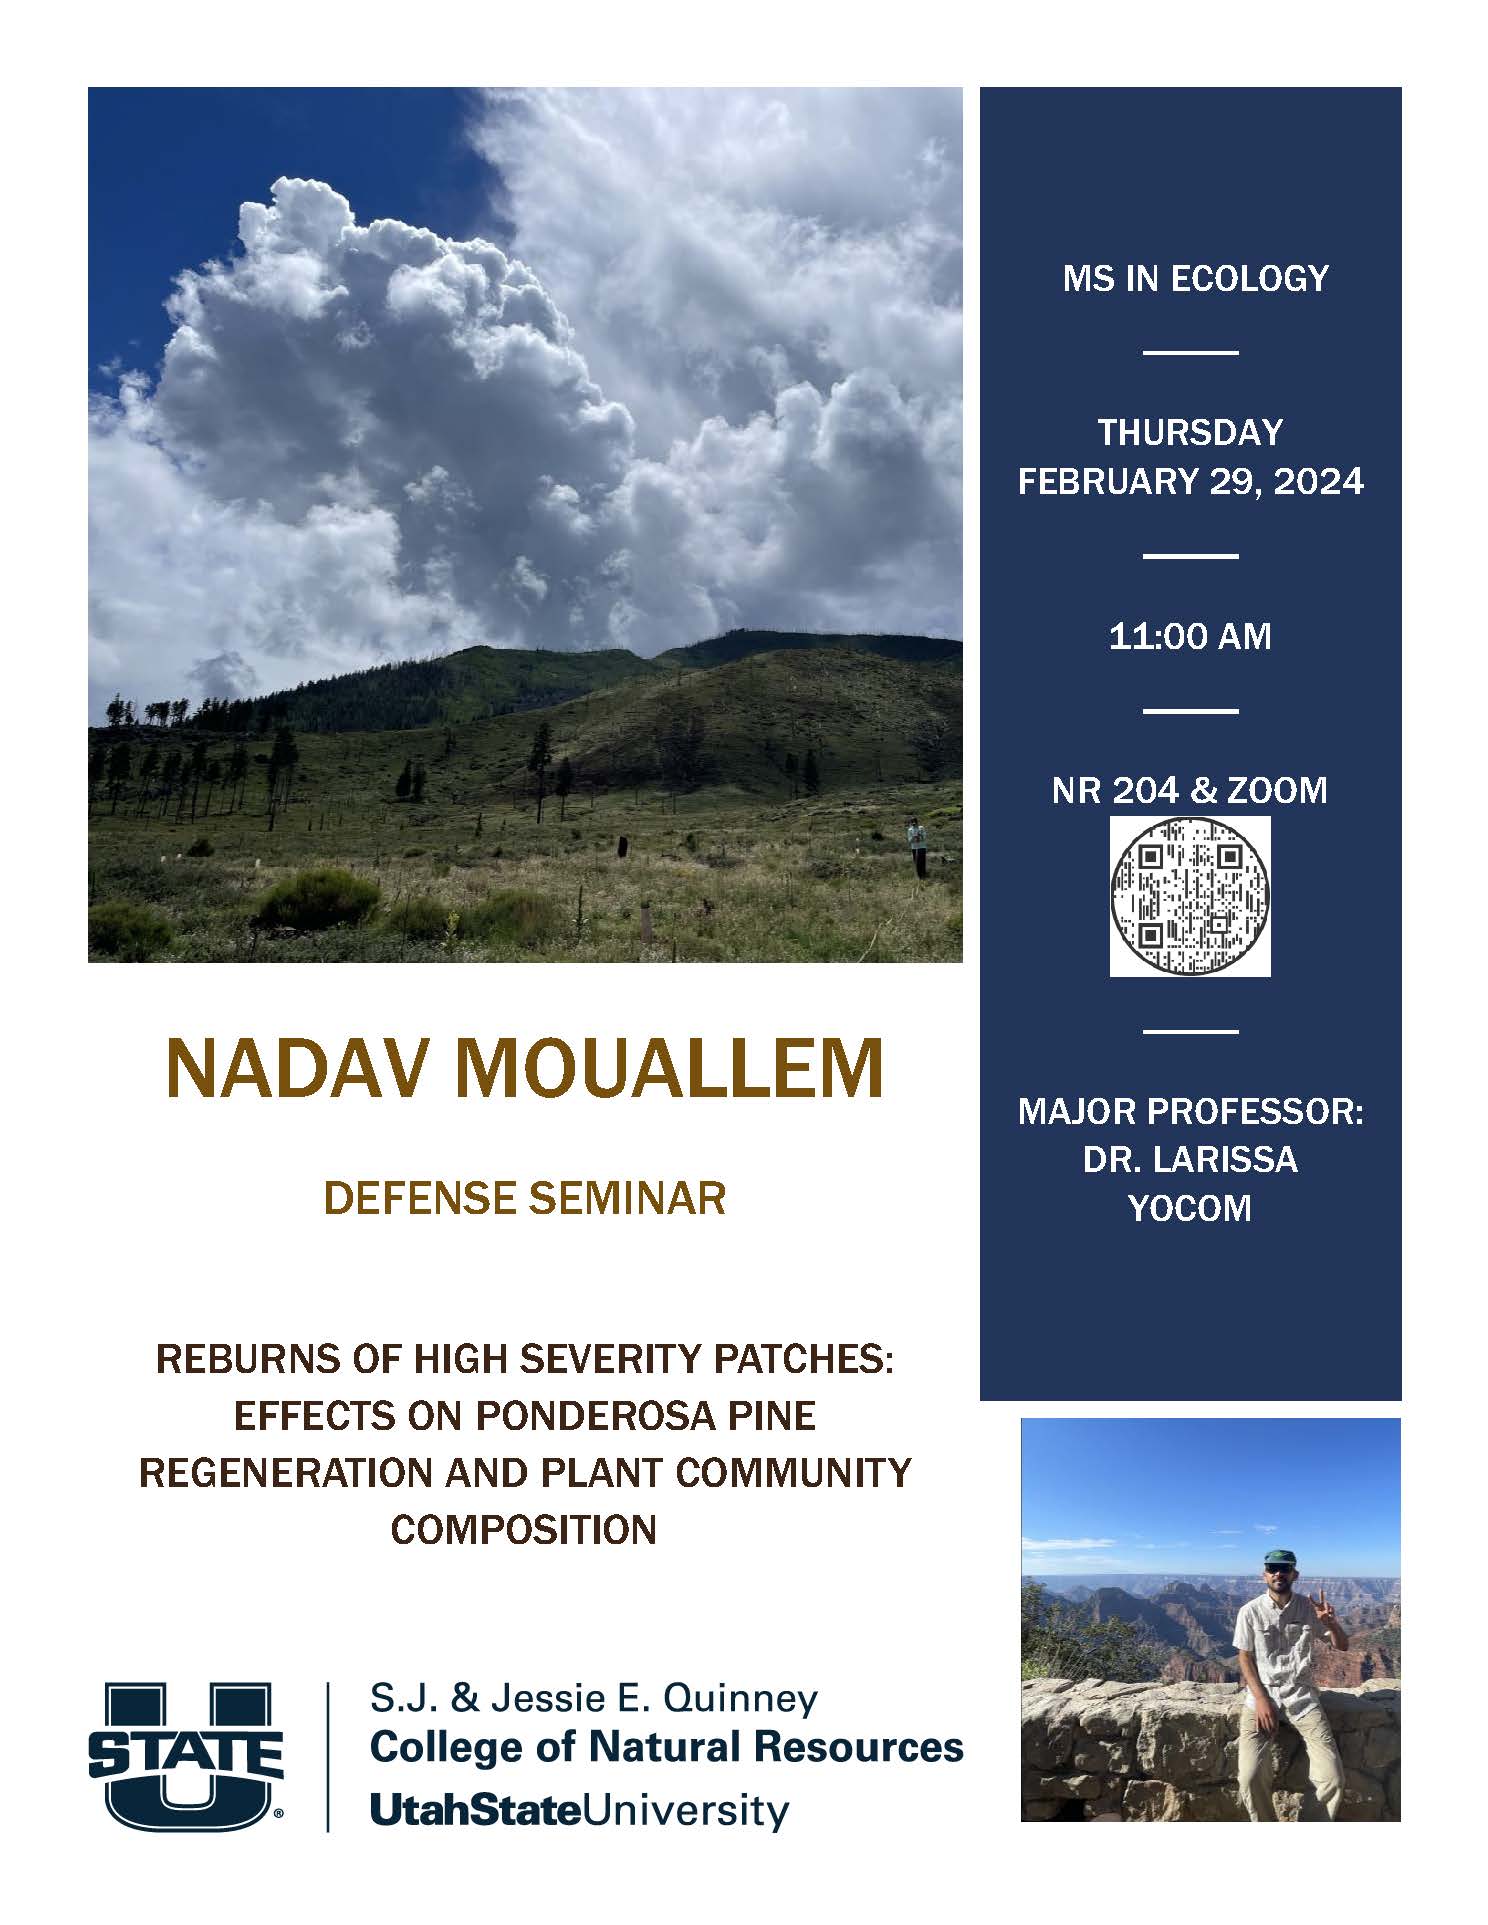 MS IN ECOLOGY
THURSDAY
FEBRUARY 29, 2024
11:00 AM
NR 204 & ZOOM
MAJOR PROFESSOR:
DR. LARISSA
YOCOM
NADAV MOUALLEM
DEFENSE SEMINAR
REBURNS OF HIGH SEVERITY PATCHES:
EFFECTS ON PONDEROSA PINE
REGENERATION AND PLANT COMMUNITY
COMPOSITION
U
STATE
®
S.J. & Jessie E. Quinney
College of Natural Resources
UtahStateUniversity